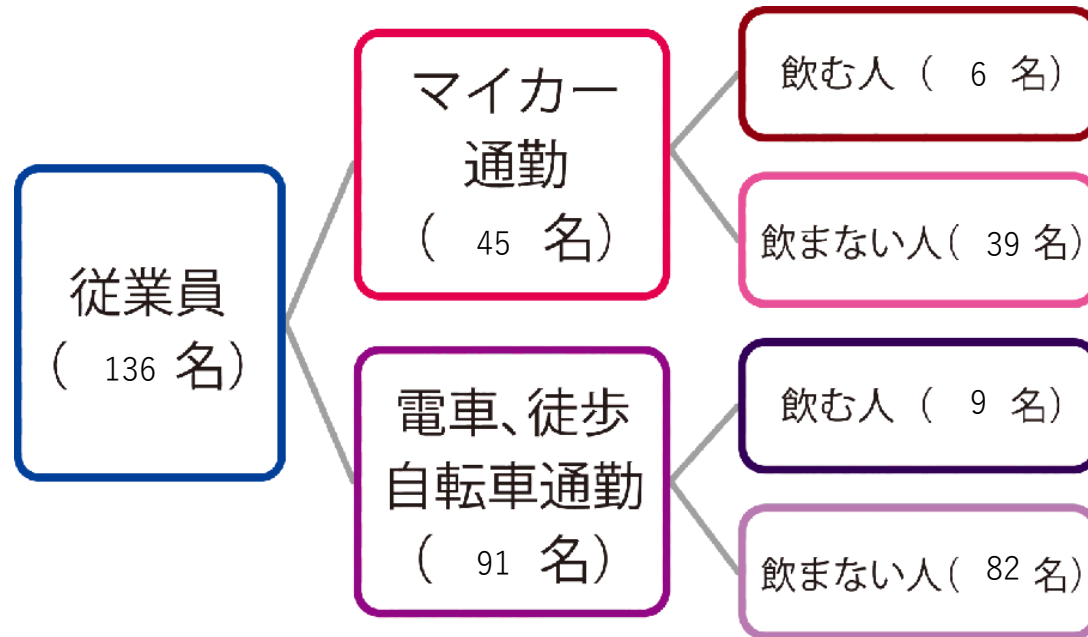 従業員
( 136 名)
マイカー
通勤
( 45 名)
電車、徒歩
自転車通勤
( 91 名)
飲む人 ( 6 名)
飲まない人( 39 名)
飲む人 ( 9 名)
飲まない人( 82 名)